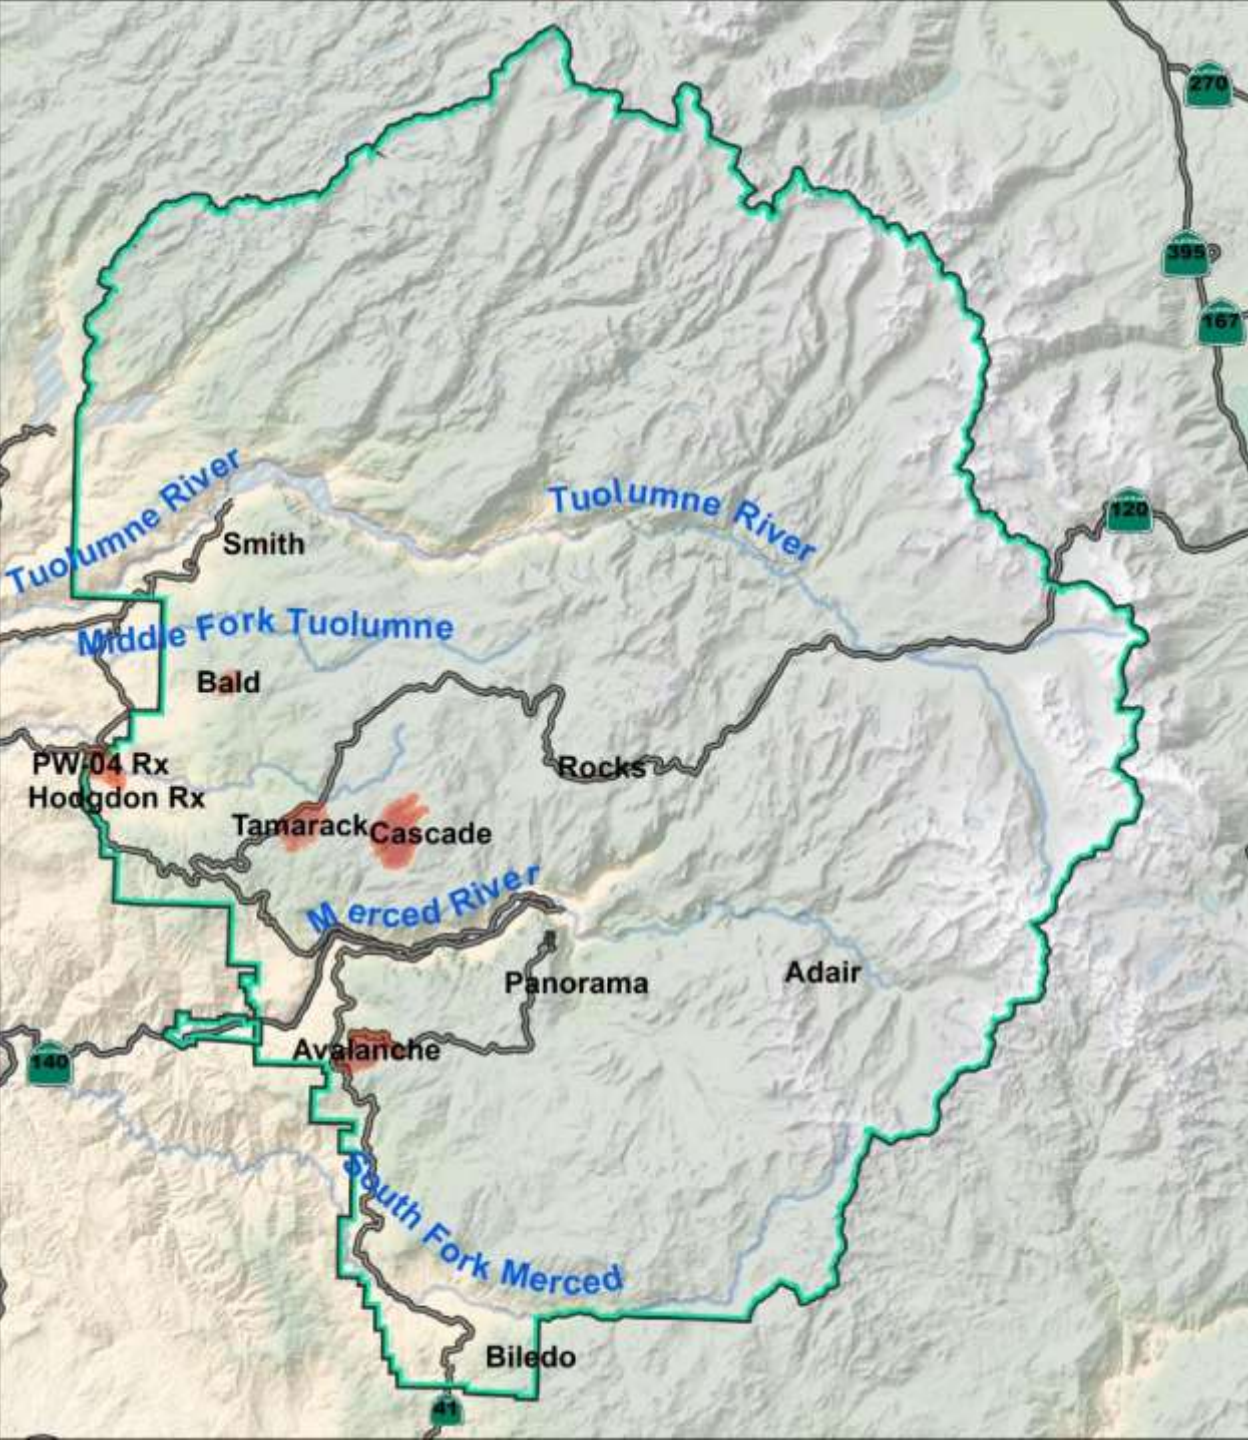 270
395
167
Tuolumne River
Tuolumne River
120
Smith
Middle Fork Tuolumne
Bald
PW-04 Rx
Rocks
Hodgdon Rx
Tamarack
Cascade
Merced River
Panorama
Adair
140
Avalanche
South Fork Merced
Biledo
41